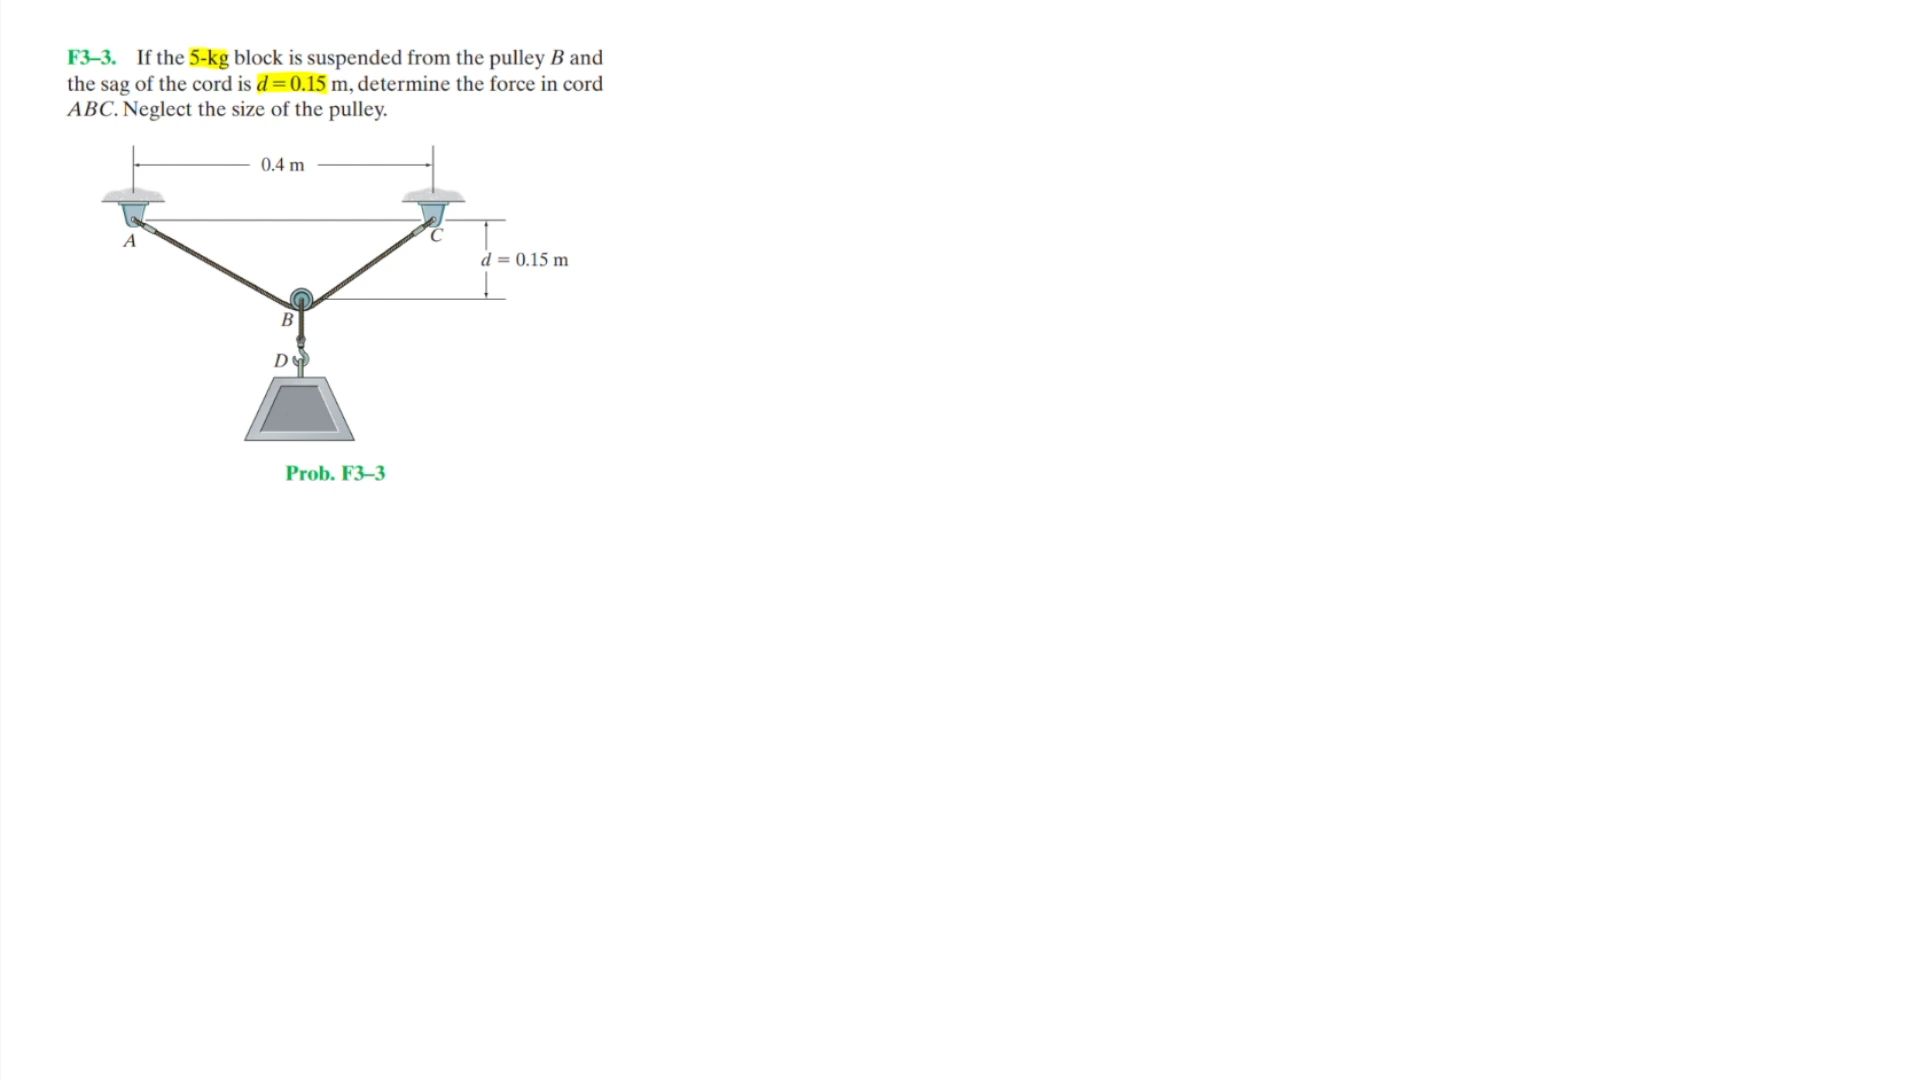 F3–3. If the 5-kg block is suspended from the pulley B and
the sag of the cord is d = 0.15 m, determine the force in cord
ABC. Neglect the size of the pulley.
0.4 m
A
C
d = 0.15 m
B
D
Prob. F3–3